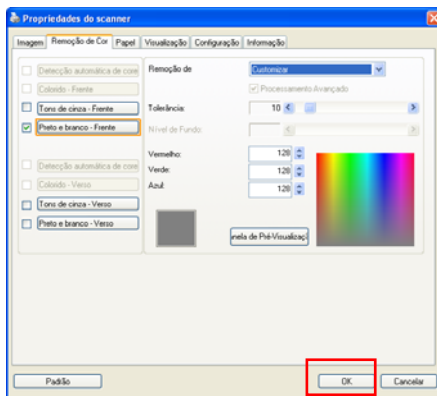 Propriedades do scanner
Imagem Remoção de Cor Papel Visualização Configuração Informação
Detecção automática de core
Colorido - Frente
Tons de cinza - Frente
Preto e branco - Frente
Detecção automática de core
Colorido - Verso
Tons de cinza - Verso
Preto e branco - Verso
Remoção de Customizar
Processamento Avançado
Tolerância: 10
Nível de Fundo:
Vermelho: 128
Verde: 128
Azul: 128
nela de Pré-Visualizaçã
Padrão OK Cancelar